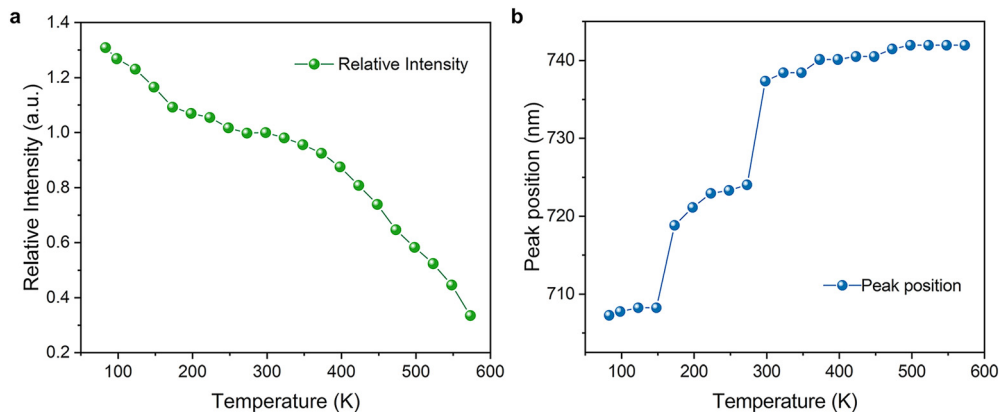 a
1.4
1.2
1.0
0.8
0.6
0.4
0.2
Relative Intensity (a.u.)
Relative Intensity
100 200 300 400 500 600
Temperature (K)
b
740
730
720
710
Peak position (nm)
Peak position
100 200 300 400 500 600
Temperature (K)